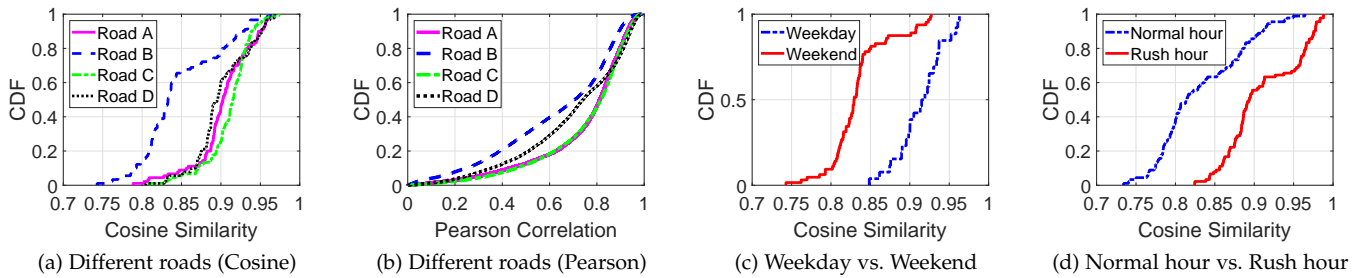 CDF
1
0.8
0.6
0.4
0.2
0
Road A
Road B
Road C
Road D
0.7 0.75 0.8 0.85 0.9 0.95 1
Cosine Similarity
(a) Different roads (Cosine)
CDF
1
0.8
0.6
0.4
0.2
0
Road A
Road B
Road C
Road D
0 0.2 0.4 0.6 0.8 1
Pearson Correlation
(b) Different roads (Pearson)
CDF
1
0.5
0
Weekday
Weekend
0.7 0.75 0.8 0.85 0.9 0.95 1
Cosine Similarity
(c) Weekday vs. Weekend
CDF
1
0.8
0.6
0.4
0.2
0
Normal hour
Rush hour
0.7 0.75 0.8 0.85 0.9 0.95 1
Cosine Similarity
(d) Normal hour vs. Rush hour